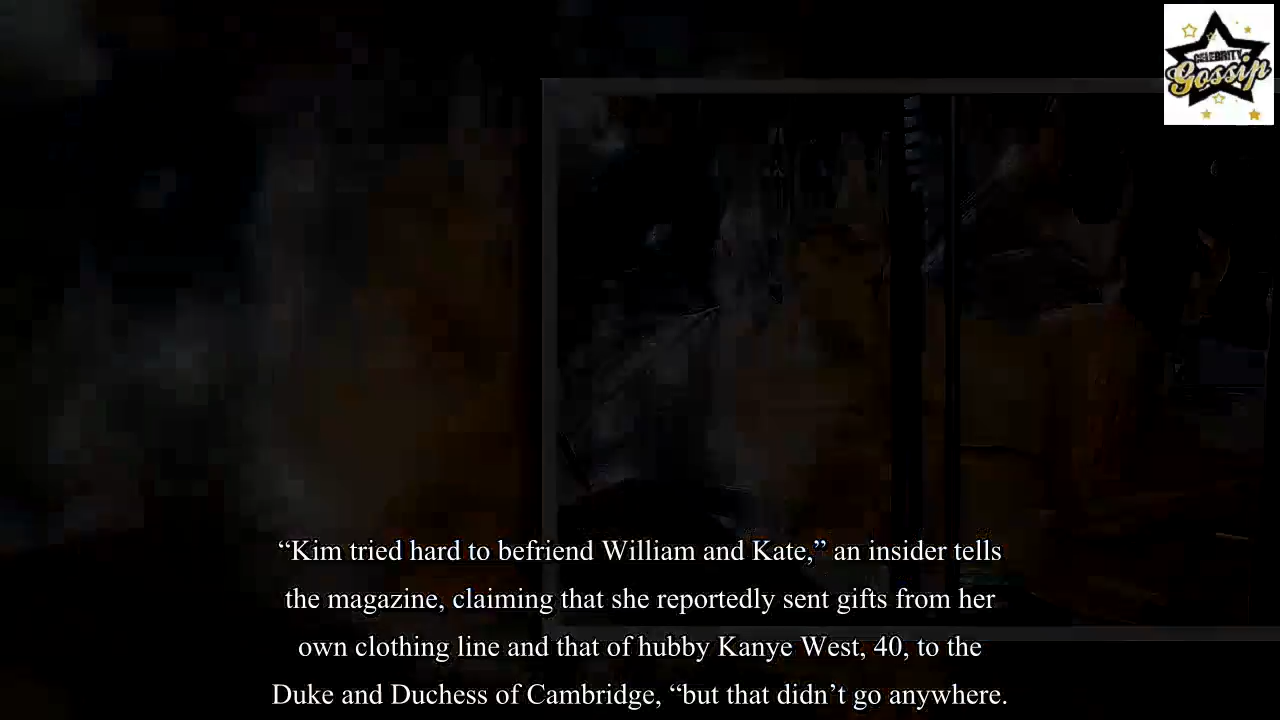 CELEBRITY
Gossip
“Kim tried hard to befriend William and Kate,” an insider tells
the magazine, claiming that she reportedly sent gifts from her
own clothing line and that of hubby Kanye West, 40, to the
Duke and Duchess of Cambridge, “but that didn’t go anywhere.